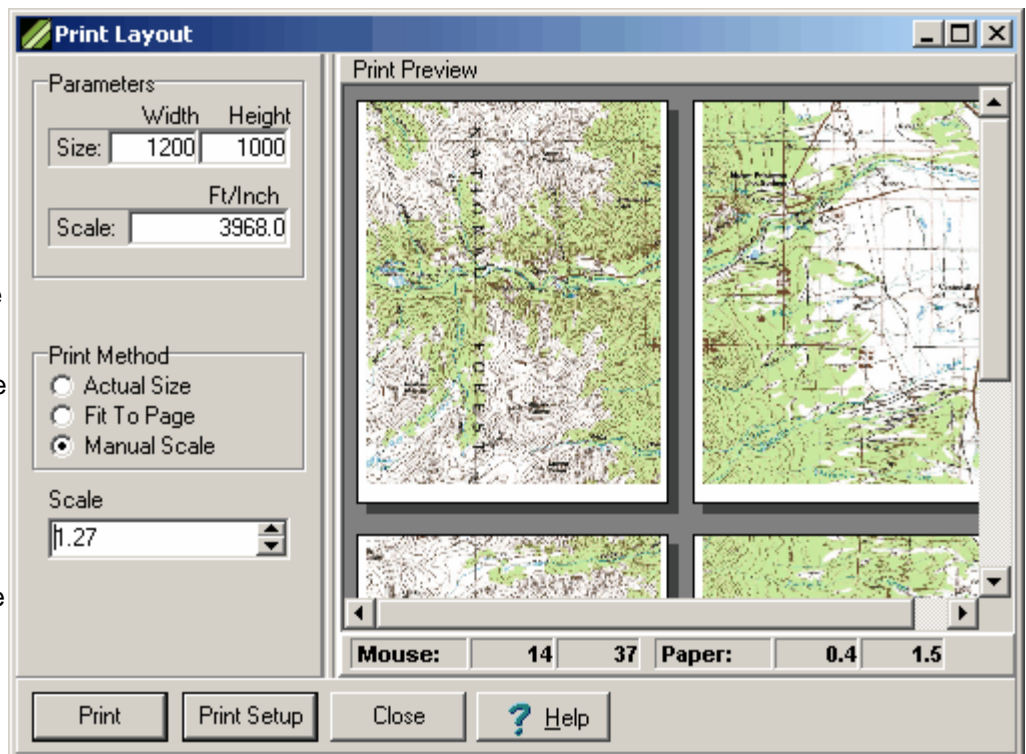 Print Layout
Parameters
Width Height
Size: 1200 1000
Ft/Inch
Scale: 3968.0
Print Method
Actual Size
Fit To Page
Manual Scale
Scale
1.27
Print Preview
FOREST
Mouse: 14 37 Paper: 0.4 1.5
Print Print Setup Close ? Help
e
e
e